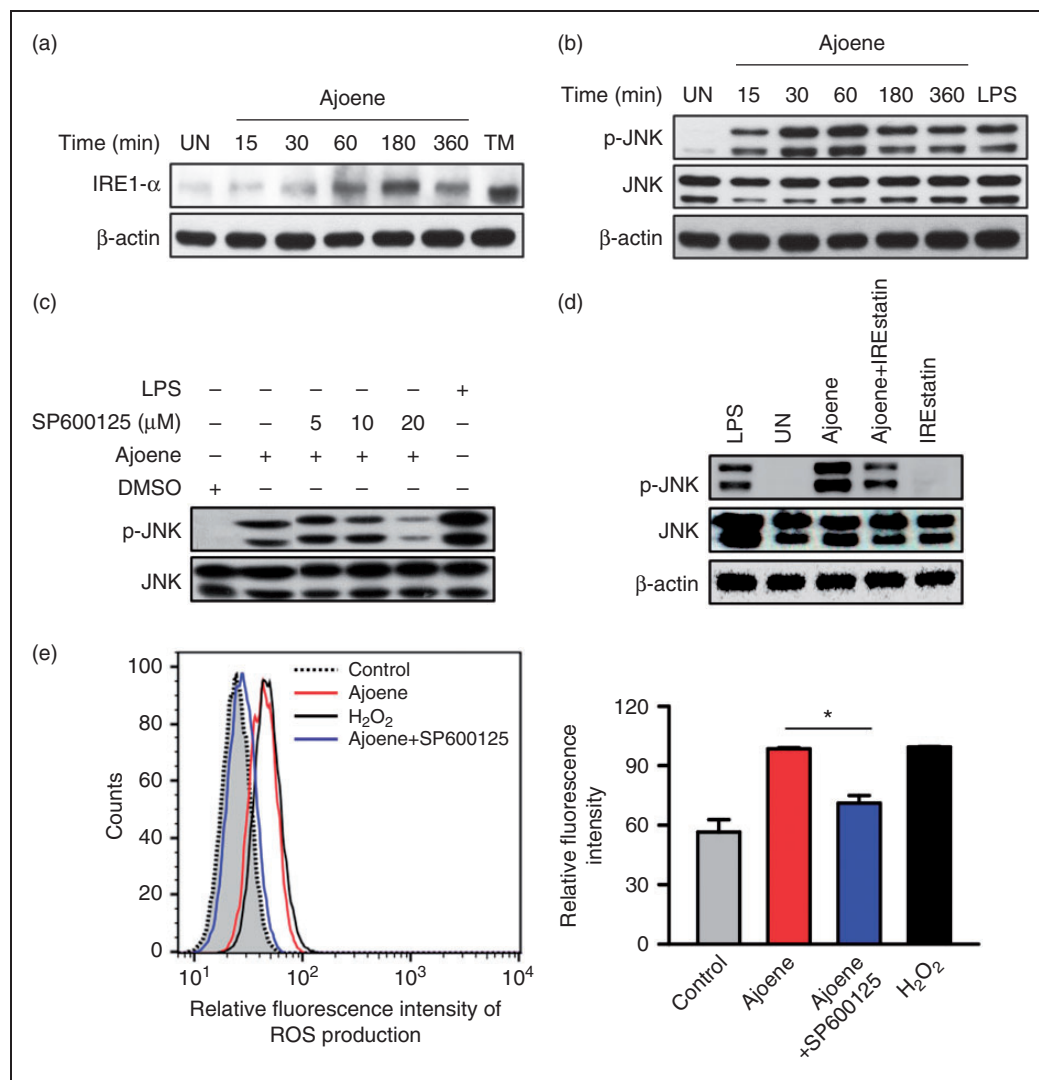 (a)
Ajoene
Time (min) UN 15 30 60 180 360 TM
IRE1-α
β-actin
(b)
Ajoene
Time (min) UN 15 30 60 180 360 LPS
p-JNK
JNK
β-actin
(c)
LPS – – – – – +
SP600125 (μM) – – 5 10 20 –
Ajoene – + + + + –
DMSO + – – – – –
p-JNK
JNK
(d)
LPS UN Ajoene Ajoene+IREstatin IREstatin
p-JNK
JNK
β-actin
(e)
100
80
60
40
20
0
Counts
Control
Ajoene
H₂O₂
Ajoene+SP600125
10¹ 10² 10³ 10⁴
Relative fluorescence intensity of
ROS production
120
90
60
30
0
Relative fluorescence
intensity
*
Control
Ajoene
Ajoene
+SP600125
H₂O₂